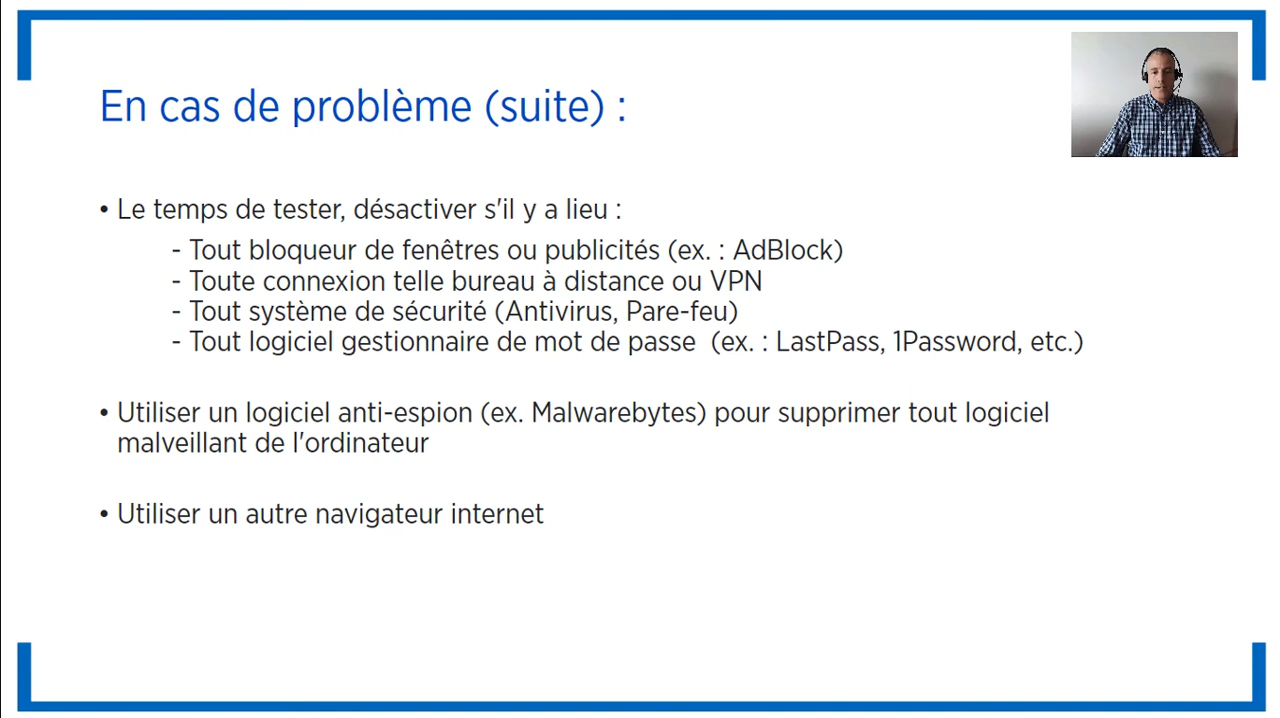 En cas de problème (suite) :
• Le temps de tester, désactiver s'il y a lieu :
- Tout bloqueur de fenêtres ou publicités (ex. : AdBlock)
- Toute connexion telle bureau à distance ou VPN
- Tout système de sécurité (Antivirus, Pare-feu)
- Tout logiciel gestionnaire de mot de passe  (ex. : LastPass, 1Password, etc.)
• Utiliser un logiciel anti-espion (ex. Malwarebytes) pour supprimer tout logiciel
malveillant de l'ordinateur
• Utiliser un autre navigateur internet